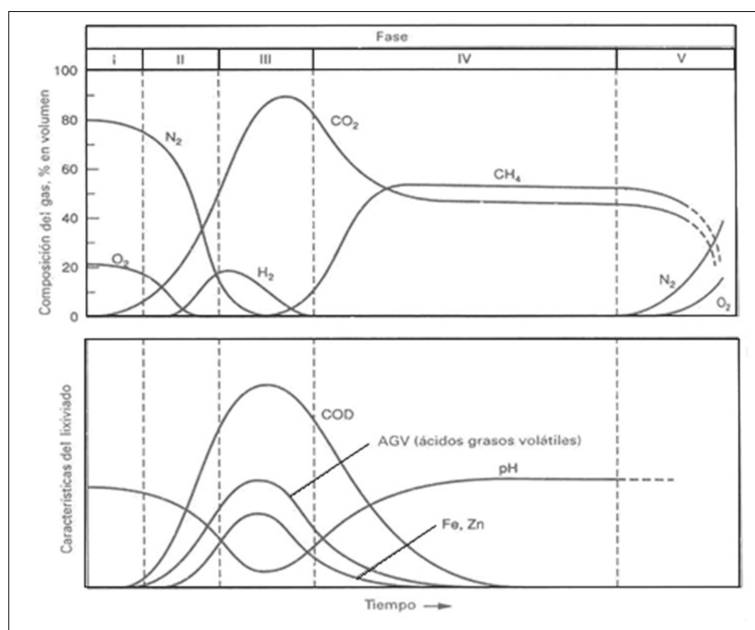 Fase
I II III IV V
Composición del gas, % en volumen
100
80
60
40
20
0
N₂
O₂
CO₂
H₂
CH₄
N₂
O₂
Características del lixiviado
COD
AGV (ácidos grasos volátiles)
pH
Fe, Zn
Tiempo